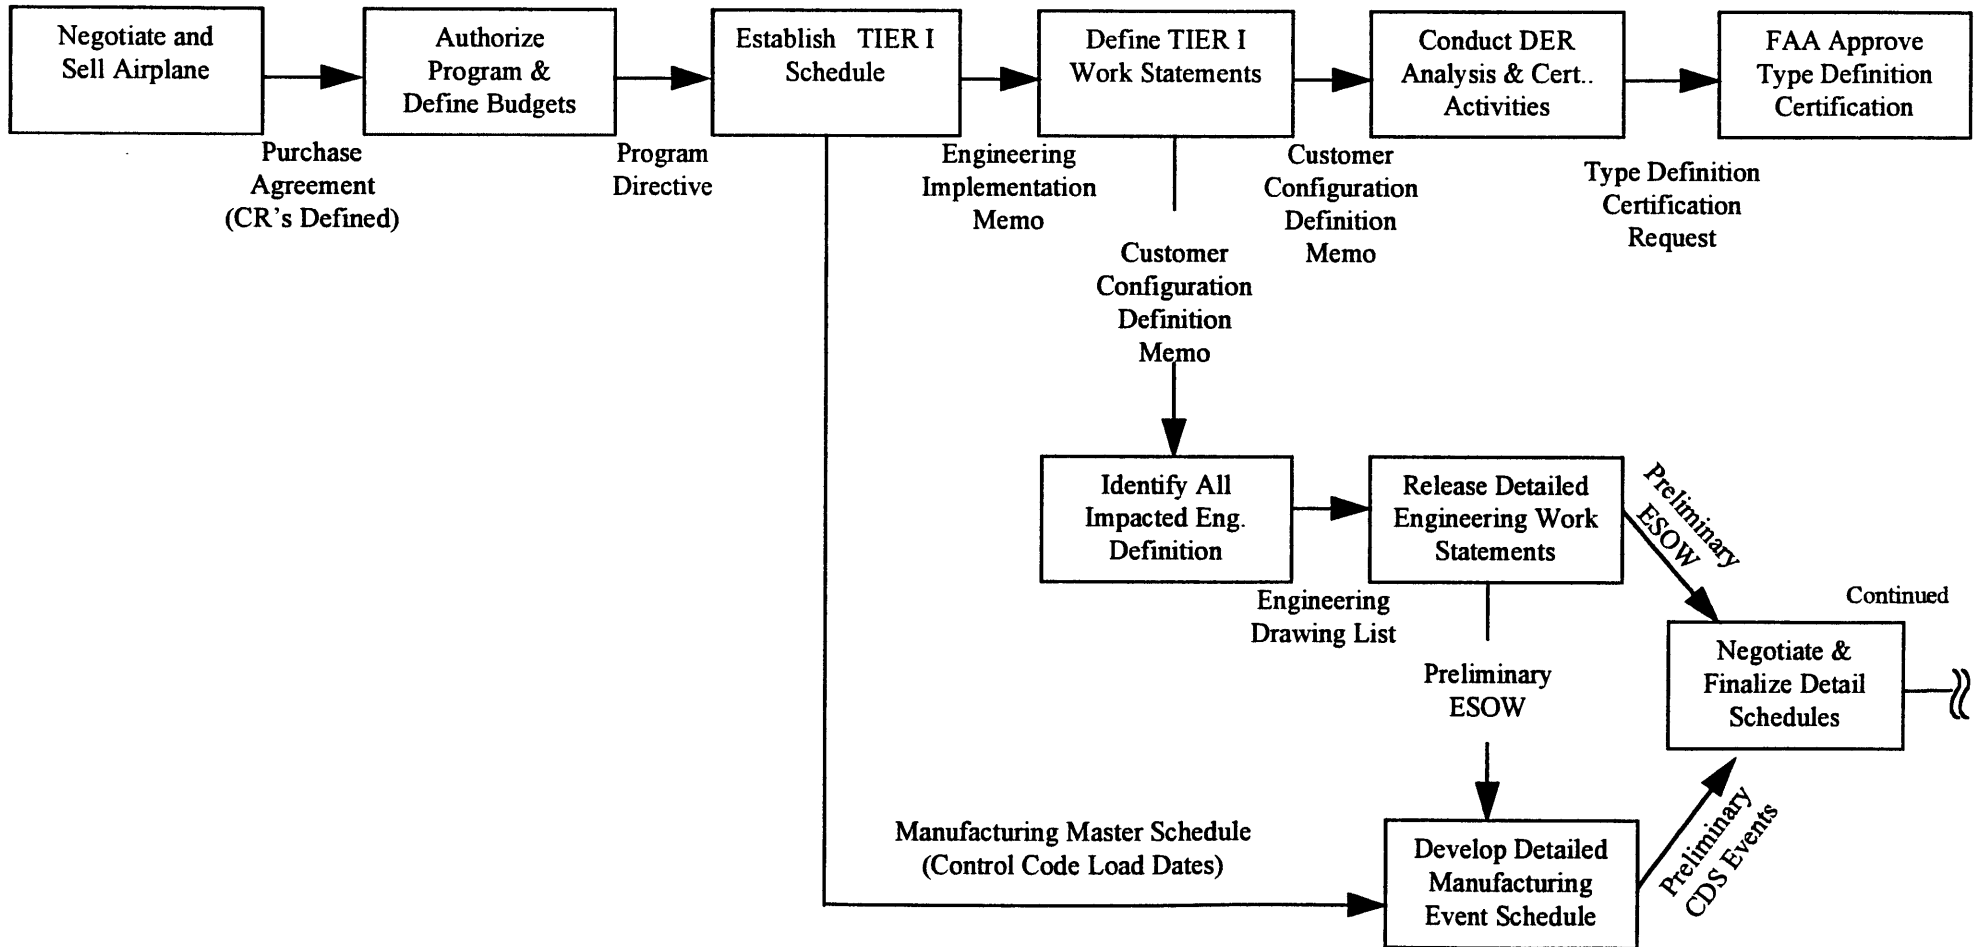 Negotiate and
Sell Airplane
Authorize
Program &
Define Budgets
Establish TIER I
Schedule
Define TIER I
Work Statements
Conduct DER
Analysis & Cert..
Activities
FAA Approve
Type Definition
Certification
Purchase
Agreement
(CR's Defined)
Program
Directive
Engineering
Implementation
Memo
Customer
Configuration
Definition
Memo
Type Definition
Certification
Request
Customer
Configuration
Definition
Memo
Identify All
Impacted Eng.
Definition
Release Detailed
Engineering Work
Statements
Preliminary
ESOW
Engineering
Drawing List
Continued
Preliminary
ESOW
Negotiate &
Finalize Detail
Schedules
Manufacturing Master Schedule
(Control Code Load Dates)
Develop Detailed
Manufacturing
Event Schedule
Preliminary
CDS Events